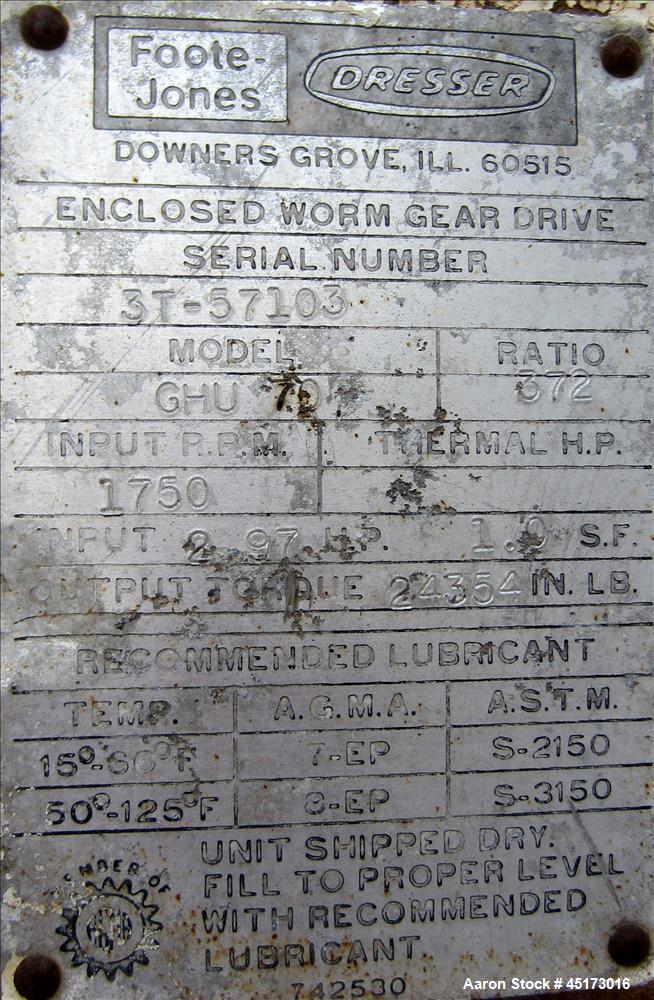 Foote-
Jones
DRESSER
DOWNERS GROVE, ILL. 60515
ENCLOSED WORM GEAR DRIVE
SERIAL NUMBER
3T-57103
MODEL RATIO
GHU 70 372
INPUT R.P.M. THERMAL H.P.
1750
INPUT 2.97 H.P. 1.0 S.F.
OUTPUT TORQUE 24354 IN. LB.
RECOMMENDED LUBRICANT
TEMP. A.G.M.A. A.S.T.M.
15°-60°F 7-EP S-2150
50°-125°F 8-EP S-3150
UNIT SHIPPED DRY.
FILL TO PROPER LEVEL
WITH RECOMMENDED
LUBRICANT.
MEMBER OF
742530
Aaron Stock # 45173016